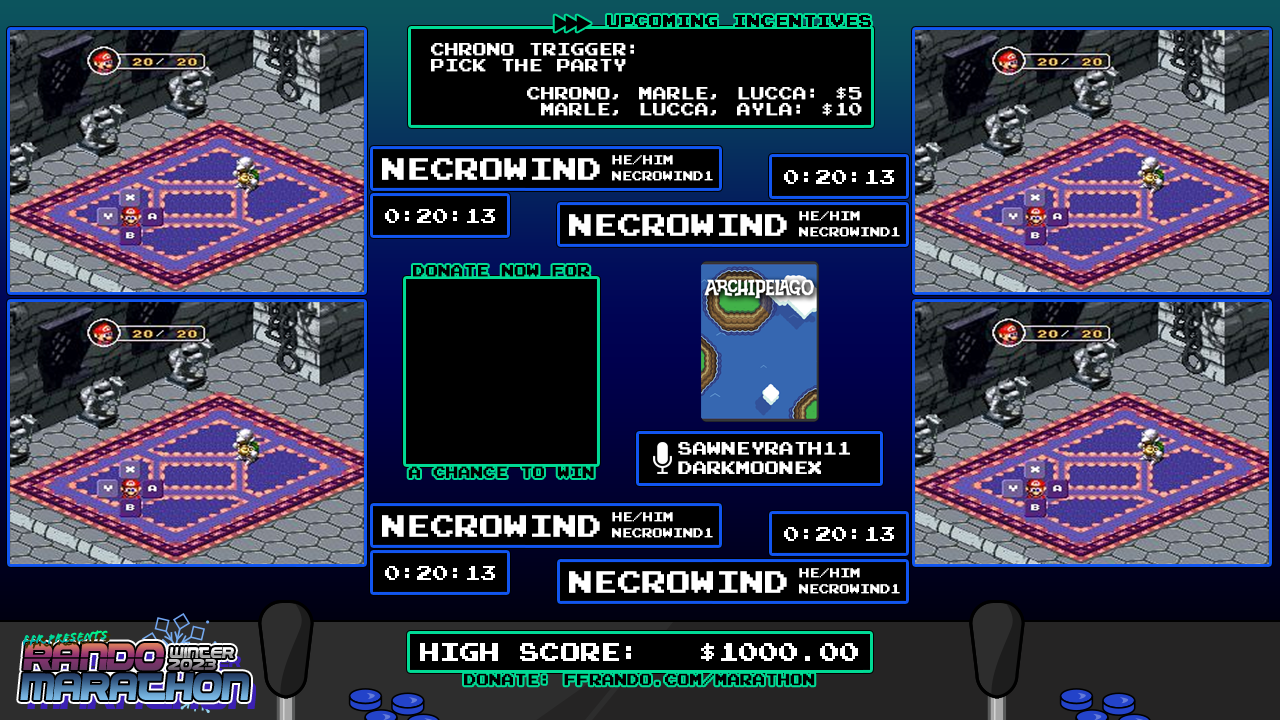 UPCOMING INCENTIVES
CHRONO TRIGGER:
PICK THE PARTY
CHRONO, MARLE, LUCCA: $5
MARLE, LUCCA, AYLA: $10
20/ 20
X
Y A
B
20/ 20
X
Y A
B
NECROWIND HE/HIM
NECROWIND1
0:20:13
0:20:13
NECROWIND HE/HIM
NECROWIND1
DONATE NOW FOR
A CHANCE TO WIN
ARCHIPELAGO
SAWNEYRATH11
DARKMOONEX
20/ 20
X
Y A
B
20/ 20
X
Y A
B
NECROWIND HE/HIM
NECROWIND1
0:20:13
0:20:13
NECROWIND HE/HIM
NECROWIND1
FFR PRESENTS
RANDO WINTER
2023
MARATHON
HIGH SCORE: $1000.00
DONATE: FFRANDO.COM/MARATHON